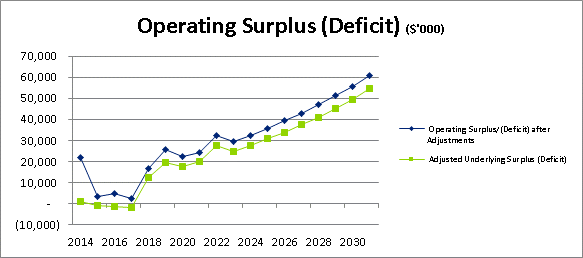 Operating Surplus (Deficit) ($'000)
70,000
60,000
50,000
40,000
30,000
20,000
10,000
-
(10,000)
2014 2016 2017 2018 2020 2022 2024 2026 2028 2030
Operating Surplus/(Deficit) after
Adjustments
Adjusted Underlying Surplus (Deficit)